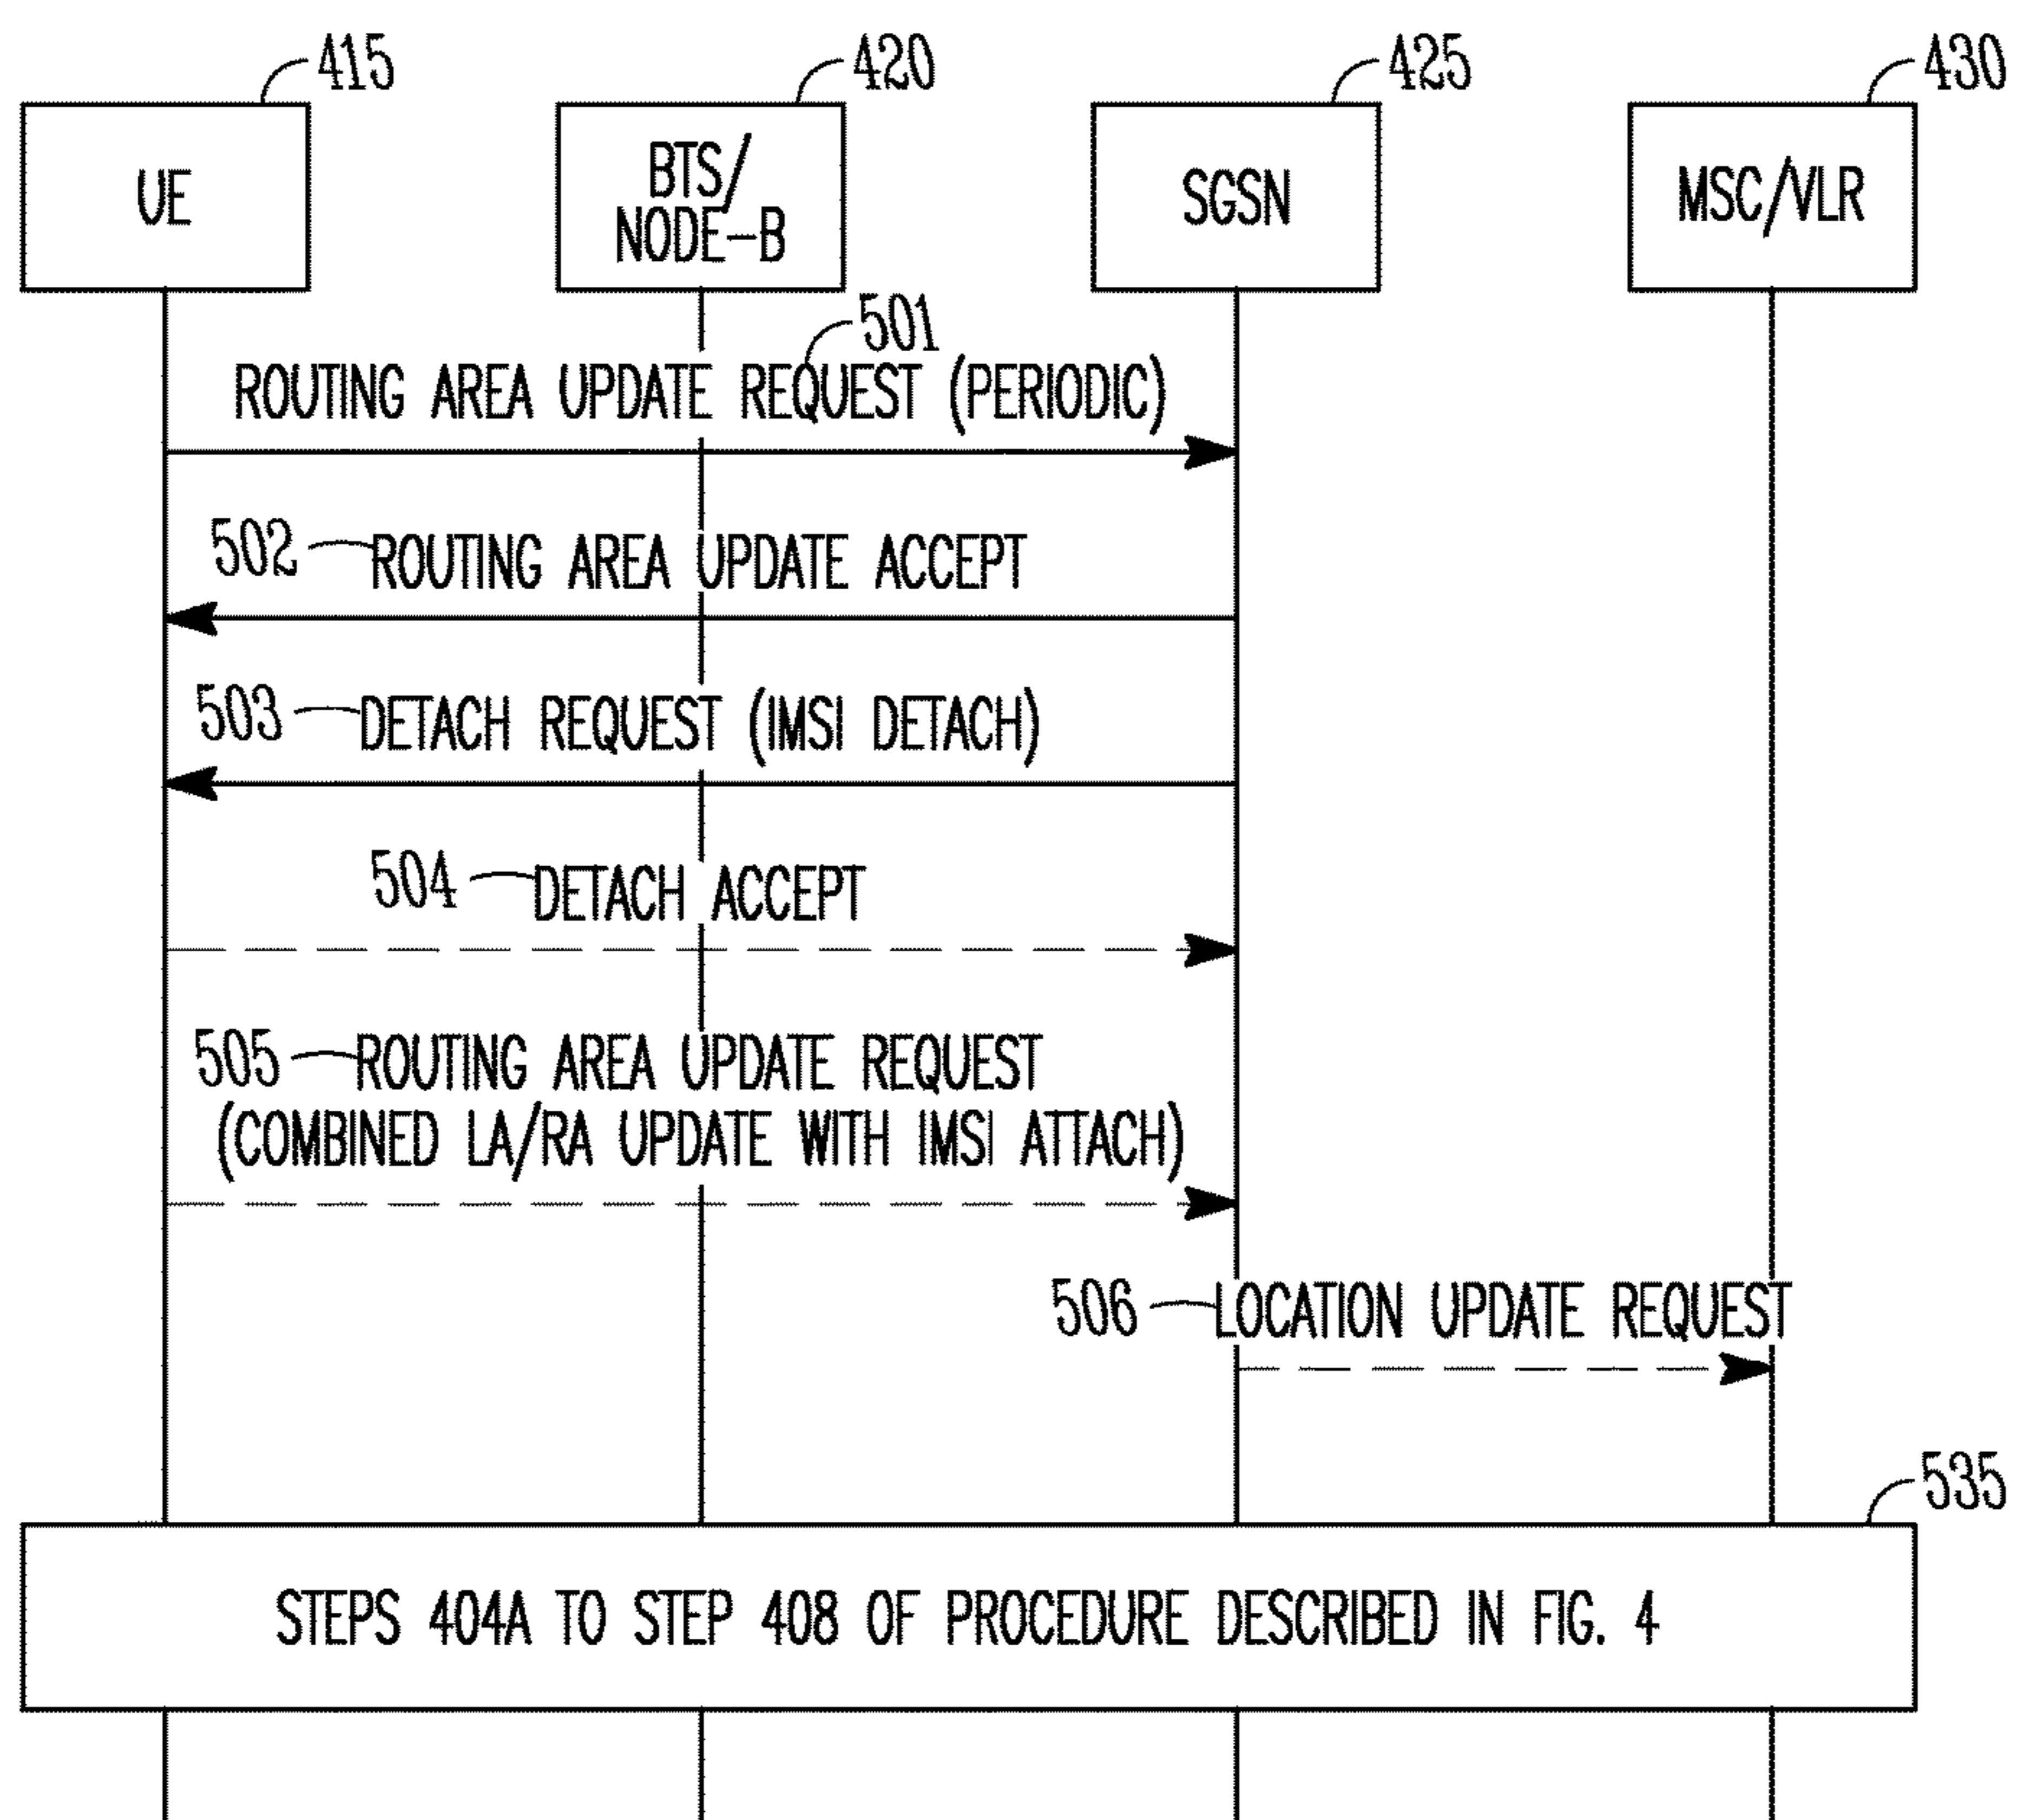 415
420
425
430
UE
BTS/
NODE-B
SGSN
MSC/VLR
501
ROUTING AREA UPDATE REQUEST (PERIODIC)
502
ROUTING AREA UPDATE ACCEPT
503
DETACH REQUEST (IMSI DETACH)
504
DETACH ACCEPT
505
ROUTING AREA UPDATE REQUEST
(COMBINED LA/RA UPDATE WITH IMSI ATTACH)
506
LOCATION UPDATE REQUEST
535
STEPS 404A TO STEP 408 OF PROCEDURE DESCRIBED IN FIG. 4